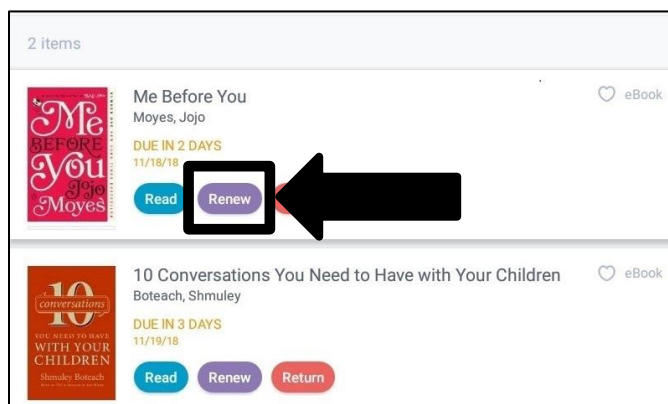 2 items
Me
BEFORE
You
Jojo
Moyes
Me Before You
Moyes, Jojo
DUE IN 2 DAYS
11/18/18
Read Renew
eBook
10
conversations
YOU NEED TO HAVE
WITH YOUR
CHILDREN
Shmuley Boteach
10 Conversations You Need to Have with Your Children
Boteach, Shmuley
DUE IN 3 DAYS
11/19/18
Read Renew Return
eBook